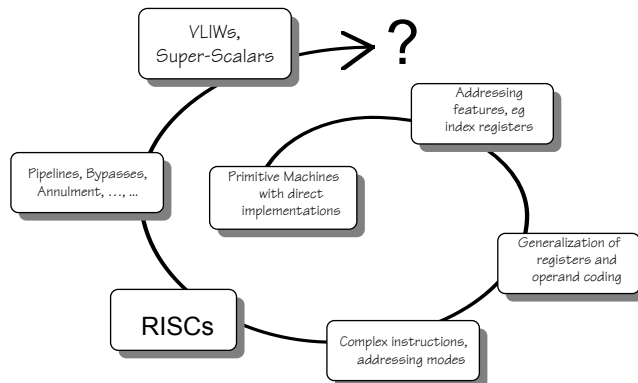 VLIWs,
Super-Scalars
?
Addressing
features, eg
index registers
Pipelines, Bypasses,
Annulment, …, ...
Primitive Machines
with direct
implementations
Generalization of
registers and
operand coding
RISCs
Complex instructions,
addressing modes